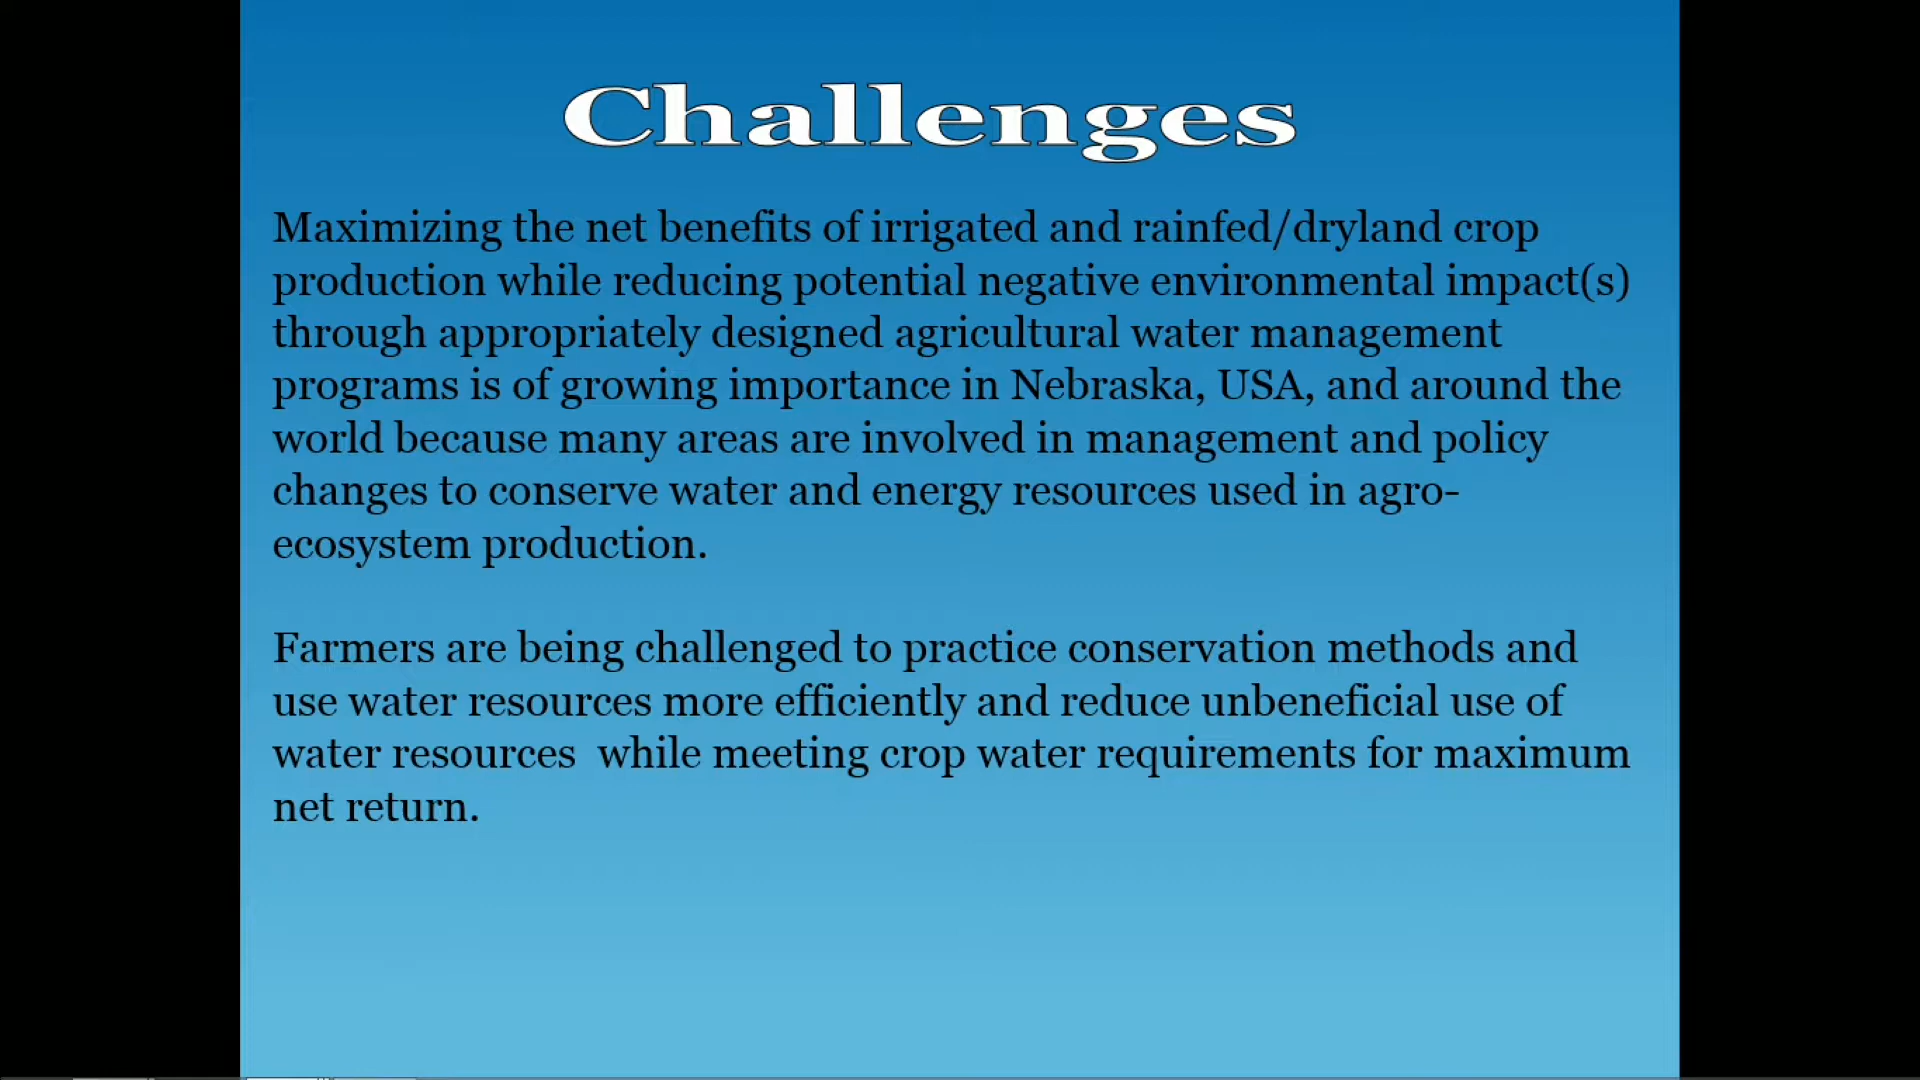 Challenges
Maximizing the net benefits of irrigated and rainfed/dryland crop
production while reducing potential negative environmental impact(s)
through appropriately designed agricultural water management
programs is of growing importance in Nebraska, USA, and around the
world because many areas are involved in management and policy
changes to conserve water and energy resources used in agro-
ecosystem production.
Farmers are being challenged to practice conservation methods and
use water resources more efficiently and reduce unbeneficial use of
water resources  while meeting crop water requirements for maximum
net return.